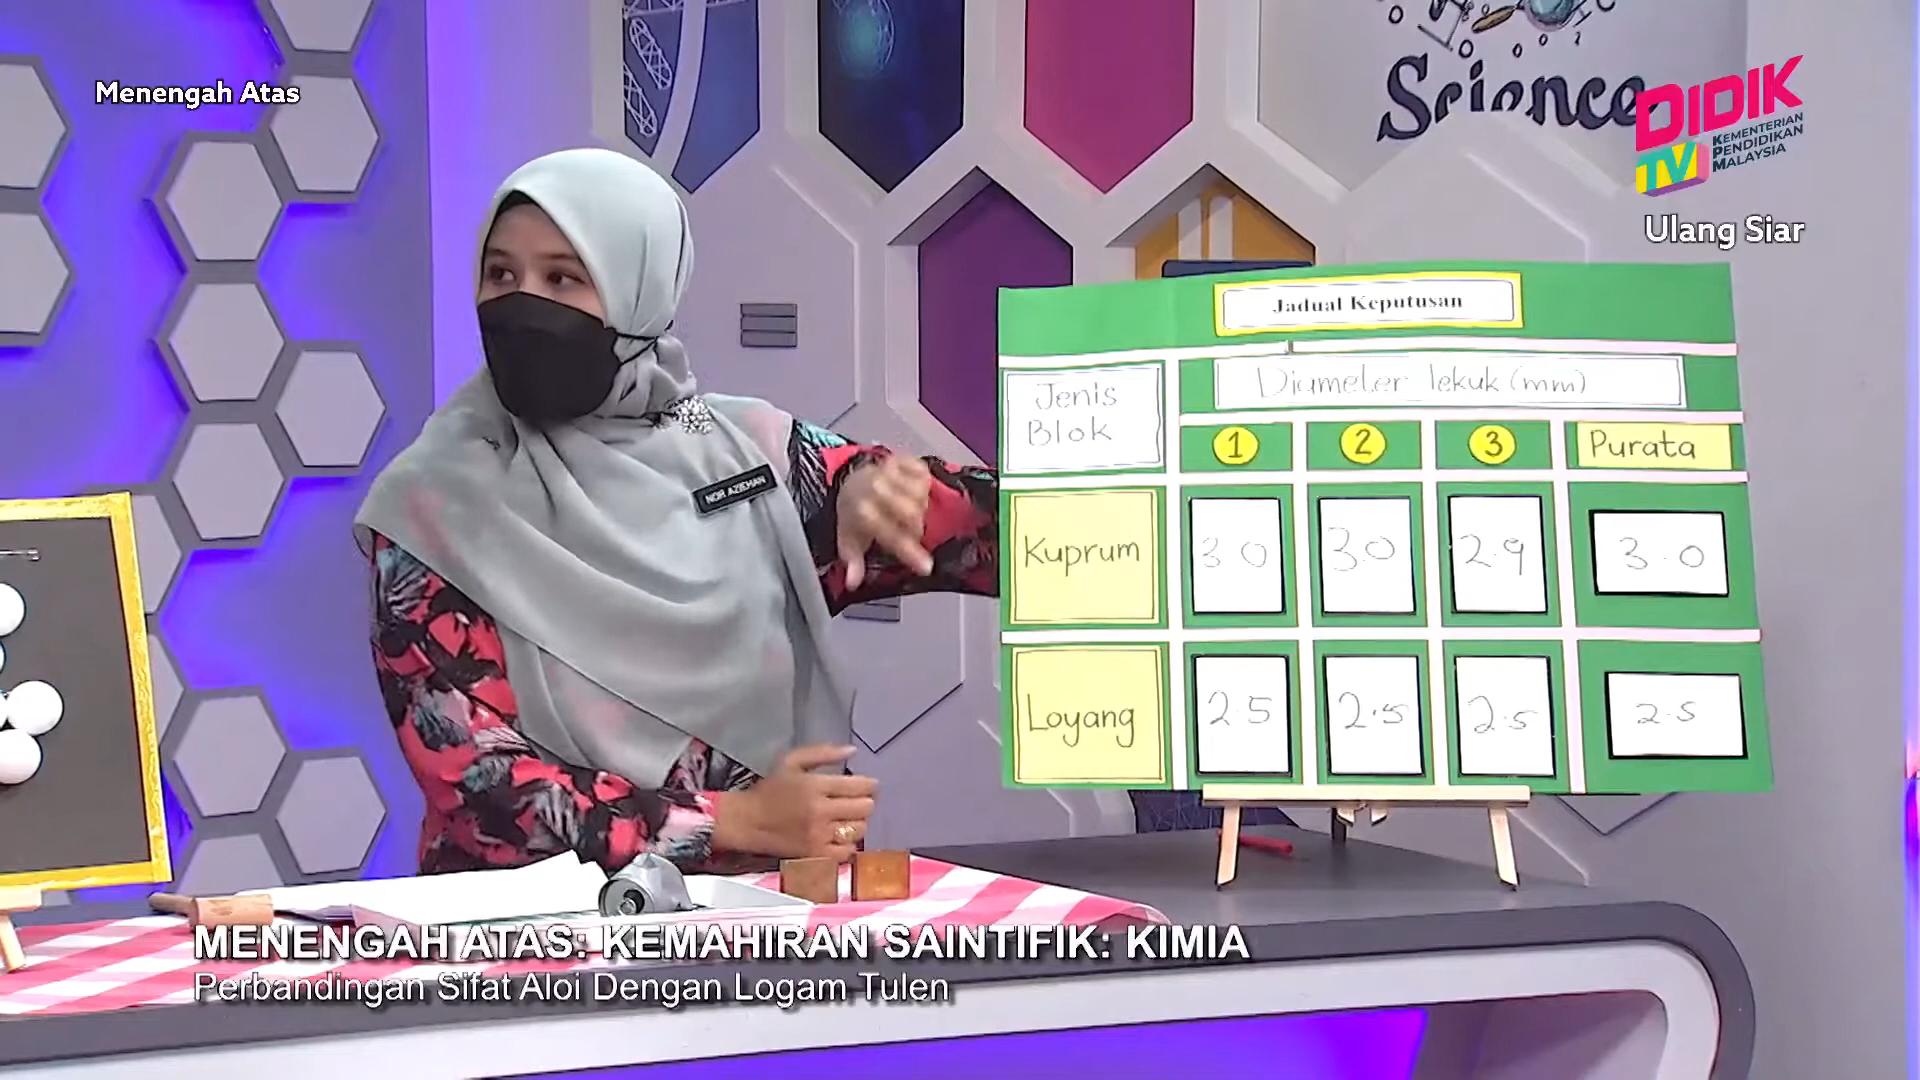 Menengah Atas
Science
DIDIK
TV
KEMENTERIAN
PENDIDIKAN
MALAYSIA
Ulang Siar
NOR AZIEHAN
Jadual Keputusan
Jenis
Blok
Diameter lekuk (mm)
1 2 3 Purata
Kuprum 3.0 3.0 2.9 3.0
Loyang 2.5 2.5 2.5 2.5
MENENGAH ATAS: KEMAHIRAN SAINTIFIK: KIMIA
Perbandingan Sifat Aloi Dengan Logam Tulen